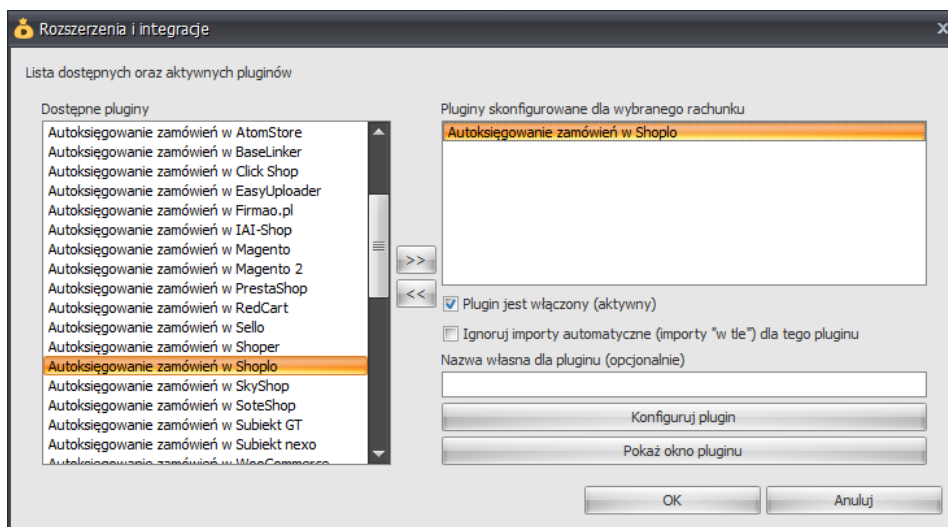 Rozszerzenia i integracje
x
Lista dostępnych oraz aktywnych pluginów
Dostępne pluginy
Autoksięgowanie zamówień w AtomStore
Autoksięgowanie zamówień w BaseLinker
Autoksięgowanie zamówień w Click Shop
Autoksięgowanie zamówień w EasyUploader
Autoksięgowanie zamówień w Firmao.pl
Autoksięgowanie zamówień w IAI-Shop
Autoksięgowanie zamówień w Magento
Autoksięgowanie zamówień w Magento 2
Autoksięgowanie zamówień w PrestaShop
Autoksięgowanie zamówień w RedCart
Autoksięgowanie zamówień w Sello
Autoksięgowanie zamówień w Shoper
Autoksięgowanie zamówień w Shoplo
Autoksięgowanie zamówień w SkyShop
Autoksięgowanie zamówień w SoteShop
Autoksięgowanie zamówień w Subiekt GT
Autoksięgowanie zamówień w Subiekt nexo
Autoksięgowanie zamówień w WooCommerce
>>
<<
Pluginy skonfigurowane dla wybranego rachunku
Autoksięgowanie zamówień w Shoplo
Plugin jest włączony (aktywny)
Ignoruj importy automatyczne (importy "w tle") dla tego pluginu
Nazwa własna dla pluginu (opcjonalnie)
Konfiguruj plugin
Pokaż okno pluginu
OK
Anuluj